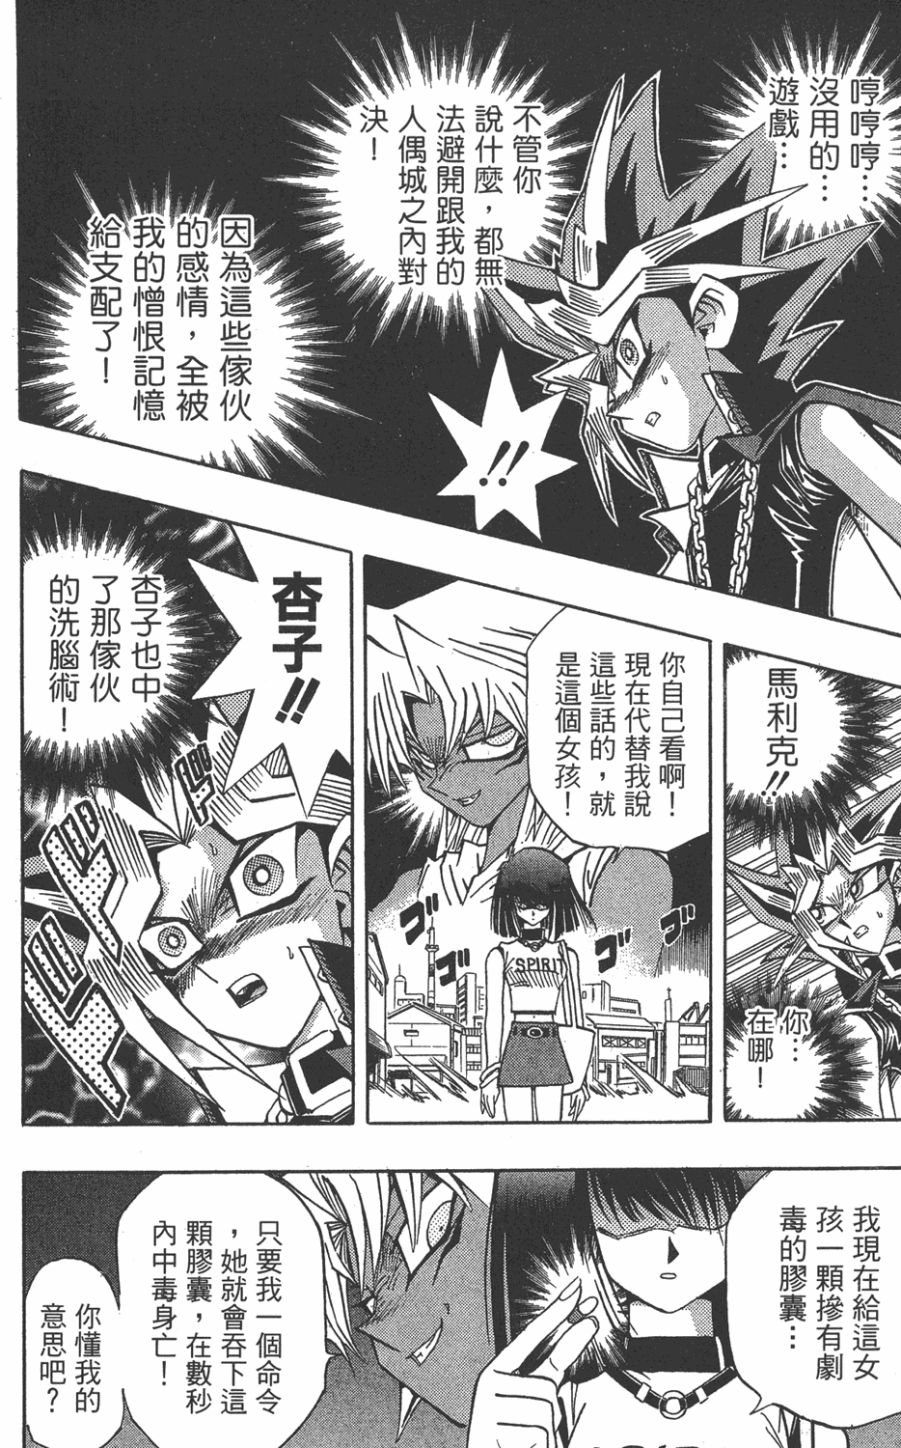 哼哼哼…
沒用的…
遊戲…
不管你
說什麼，都無
法避開跟我的
人偶城之內對
決！
因為這些傢伙
的感情，全被
我的憎恨記憶
給支配了！
!!
馬利克!!
你…
在哪！
你自己看啊！
現在代替我說
這些話的，就
是這個女孩！
ゴ
ゴ
ゴ
ゴ
SPIRIT
杏子!!
杏子也中
了那傢伙
的洗腦術！
我現在給這女
孩一顆摻有劇
毒的膠囊…
只要我一個命令
，她就會吞下這
顆膠囊，在數秒
內中毒身亡！
你懂我的
意思吧？